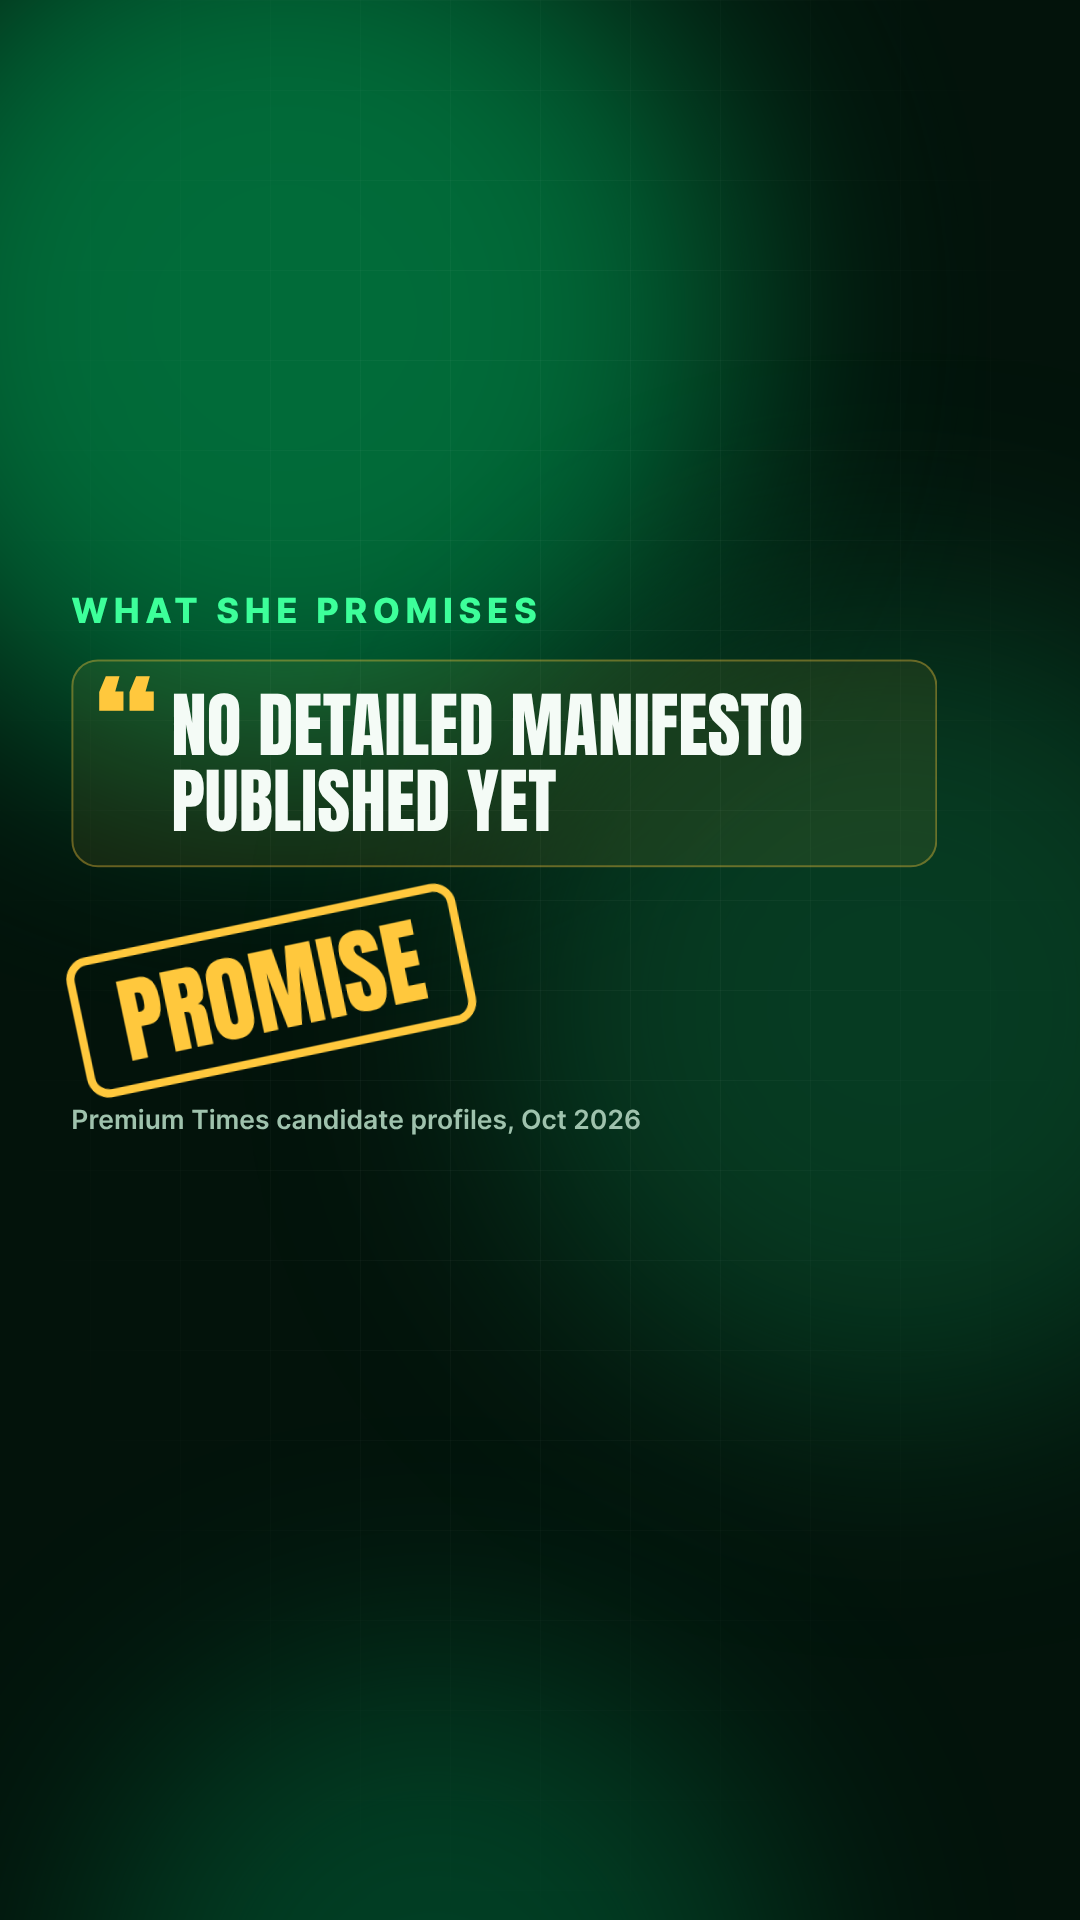 WHAT SHE PROMISES
“ NO DETAILED MANIFESTO
PUBLISHED YET
PROMISE
Premium Times candidate profiles, Oct 2026